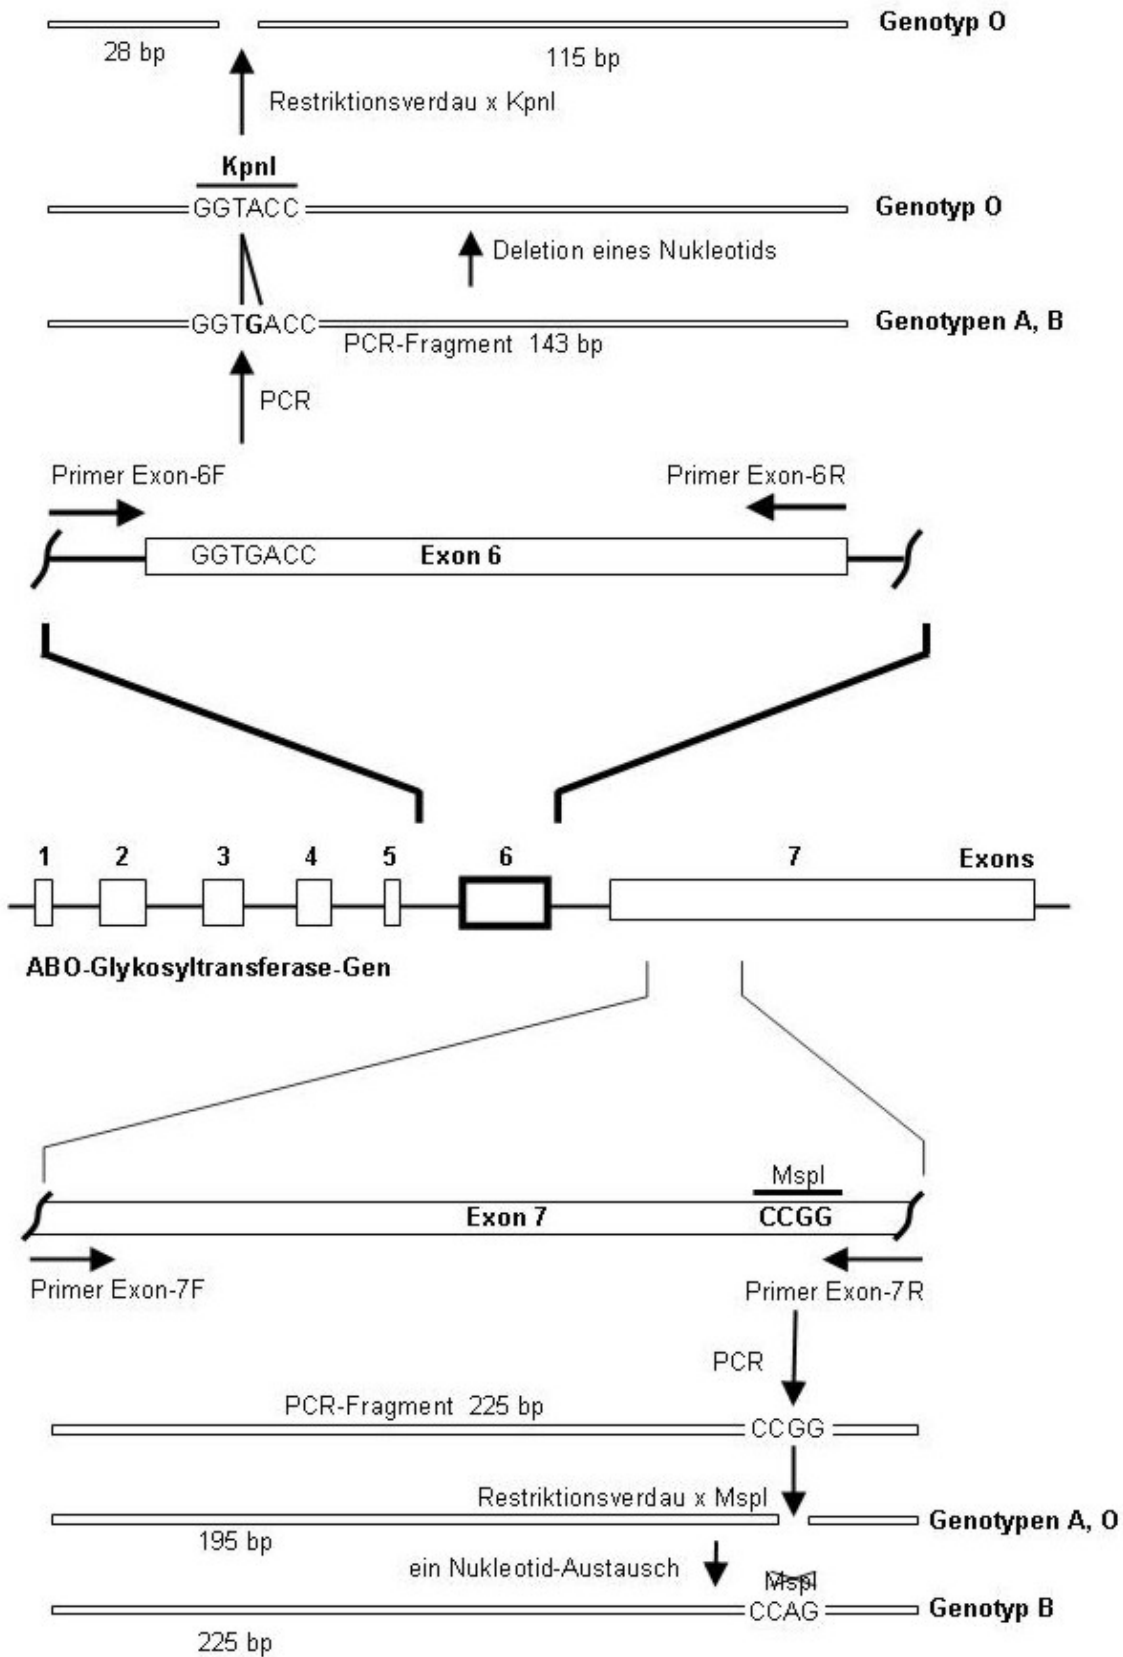 Genotyp O
28 bp
115 bp
Restriktionsverdau x KpnI
KpnI
GGTACC
Genotyp O
Deletion eines Nukleotids
GGTGACC
Genotypen A, B
PCR-Fragment 143 bp
PCR
Primer Exon-6F
Primer Exon-6R
GGTGACC
Exon 6
1 2 3 4 5 6 7 Exons
ABO-Glykosyltransferase-Gen
MspI
Exon 7
CCGG
Primer Exon-7F
Primer Exon-7R
PCR
PCR-Fragment 225 bp
CCGG
Restriktionsverdau x MspI
Genotypen A, O
195 bp
ein Nukleotid-Austausch
MspI
CCAG
Genotyp B
225 bp